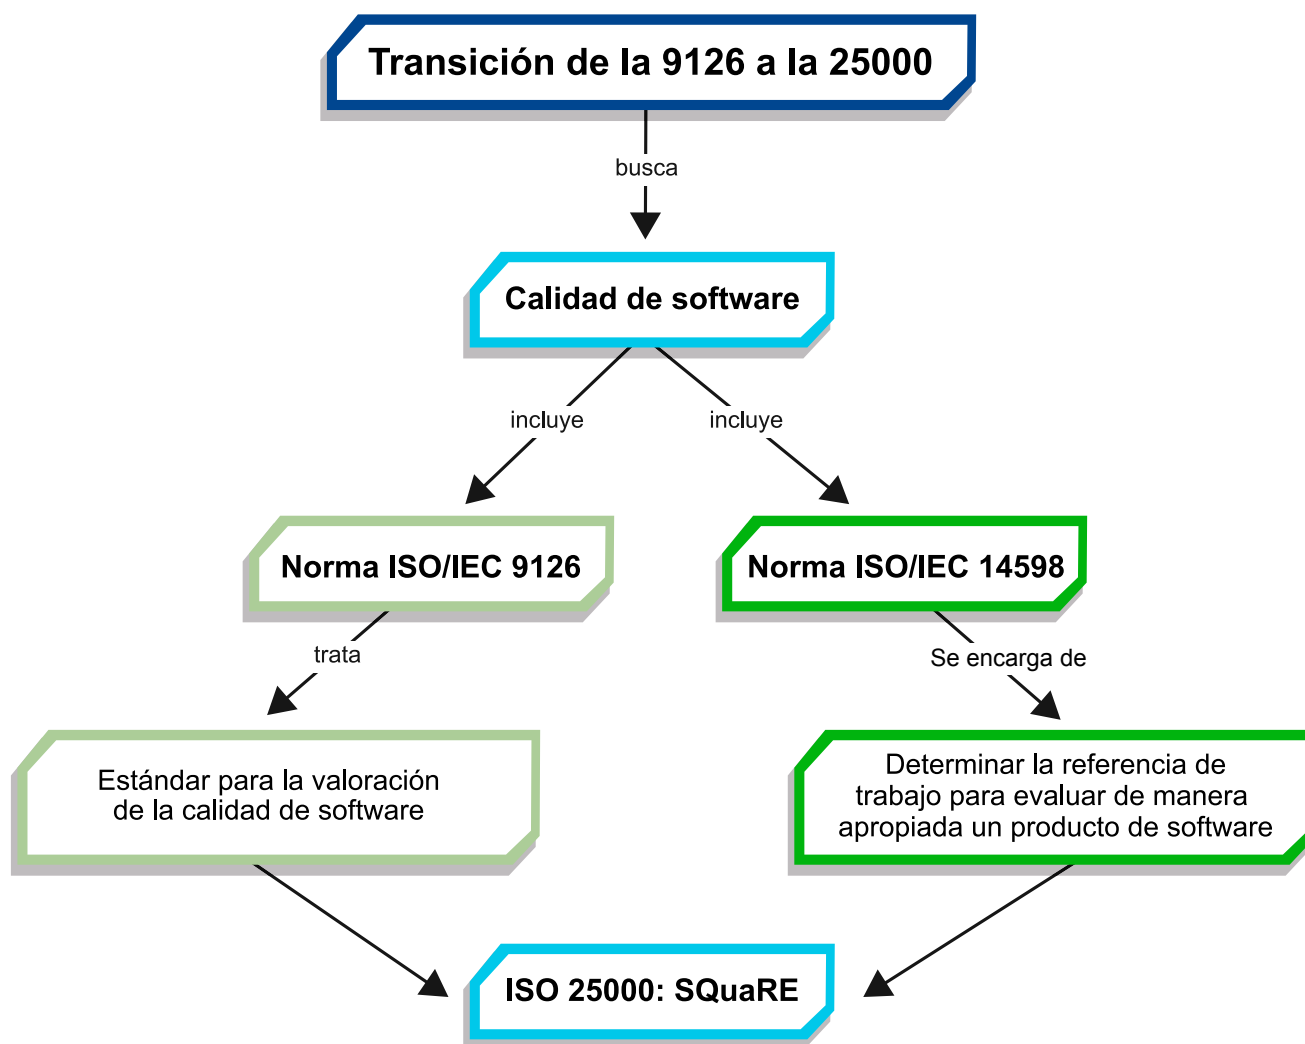 Transición de la 9126 a la 25000
busca
Calidad de software
incluye
incluye
Norma ISO/IEC 9126
Norma ISO/IEC 14598
trata
Se encarga de
Estándar para la valoración
de la calidad de software
Determinar la referencia de
trabajo para evaluar de manera
apropiada un producto de software
ISO 25000: SQuaRE